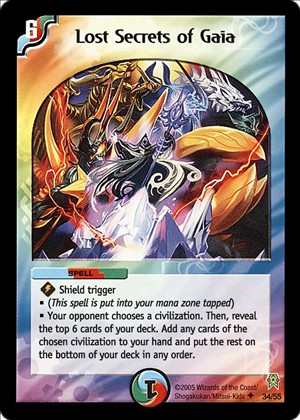 6
Lost Secrets of Gaia
SPELL
Shield trigger
▪ (This spell is put into your mana zone tapped)
▪ Your opponent chooses a civilization. Then, reveal
the top 6 cards of your deck. Add any cards of the
chosen civilization to your hand and put the rest on
the bottom of your deck in any order.
1
©2005 Wizards of the Coast/
Shogakukan/Mitsui-Kids
34/55